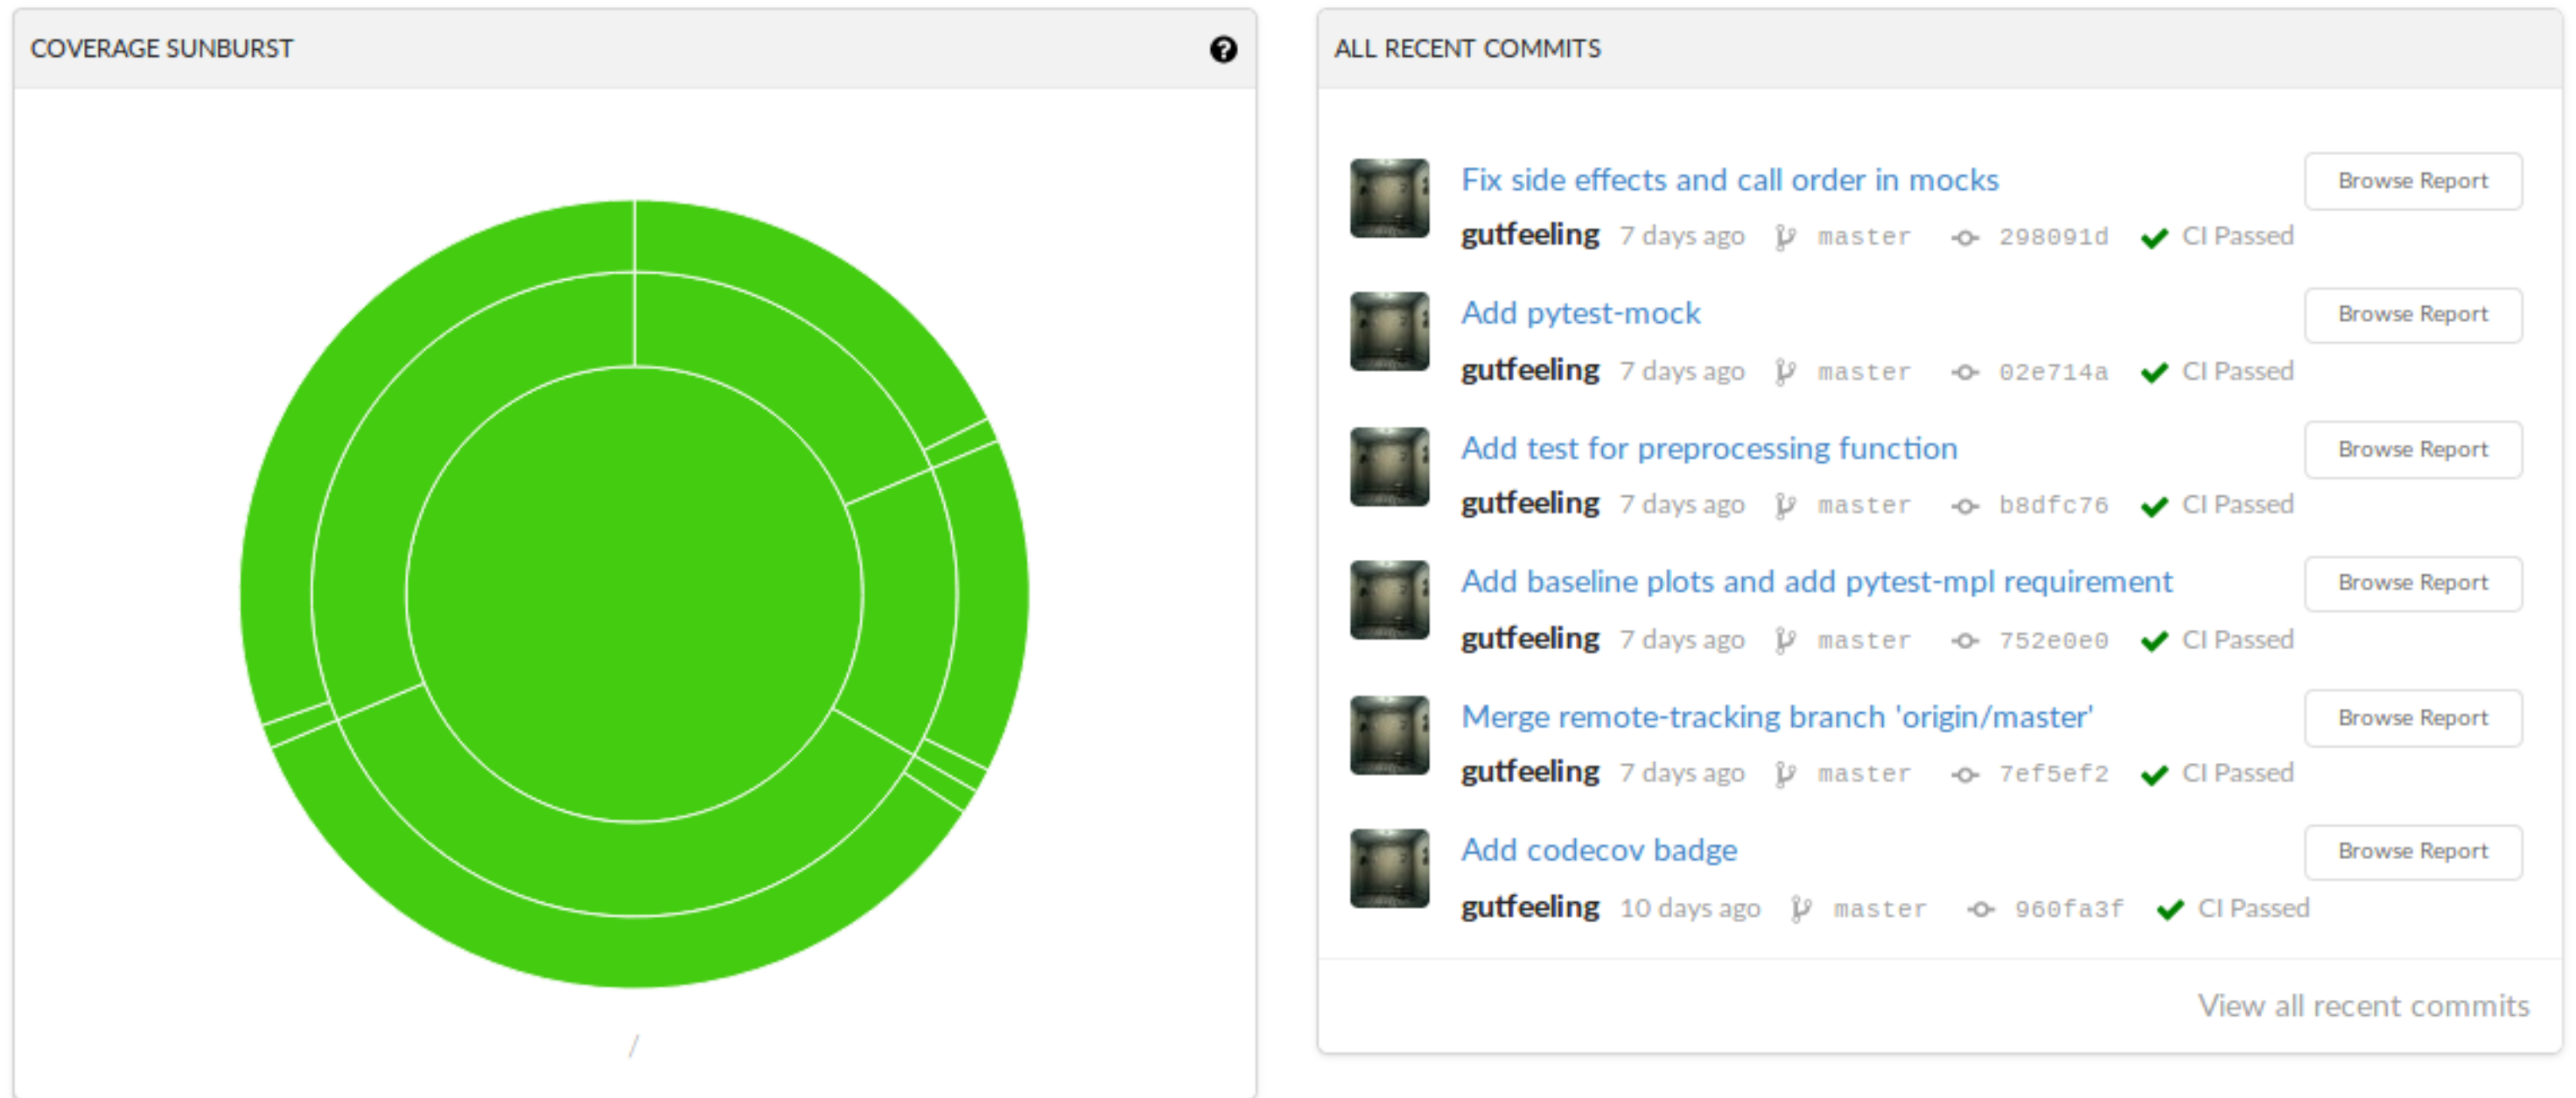 COVERAGE SUNBURST
/
ALL RECENT COMMITS
Fix side effects and call order in mocks
Browse Report
gutfeeling 7 days ago master 298091d CI Passed
Add pytest-mock
Browse Report
gutfeeling 7 days ago master 02e714a CI Passed
Add test for preprocessing function
Browse Report
gutfeeling 7 days ago master b8dfc76 CI Passed
Add baseline plots and add pytest-mpl requirement
Browse Report
gutfeeling 7 days ago master 752e0e0 CI Passed
Merge remote-tracking branch 'origin/master'
Browse Report
gutfeeling 7 days ago master 7ef5ef2 CI Passed
Add codecov badge
Browse Report
gutfeeling 10 days ago master 960fa3f CI Passed
View all recent commits